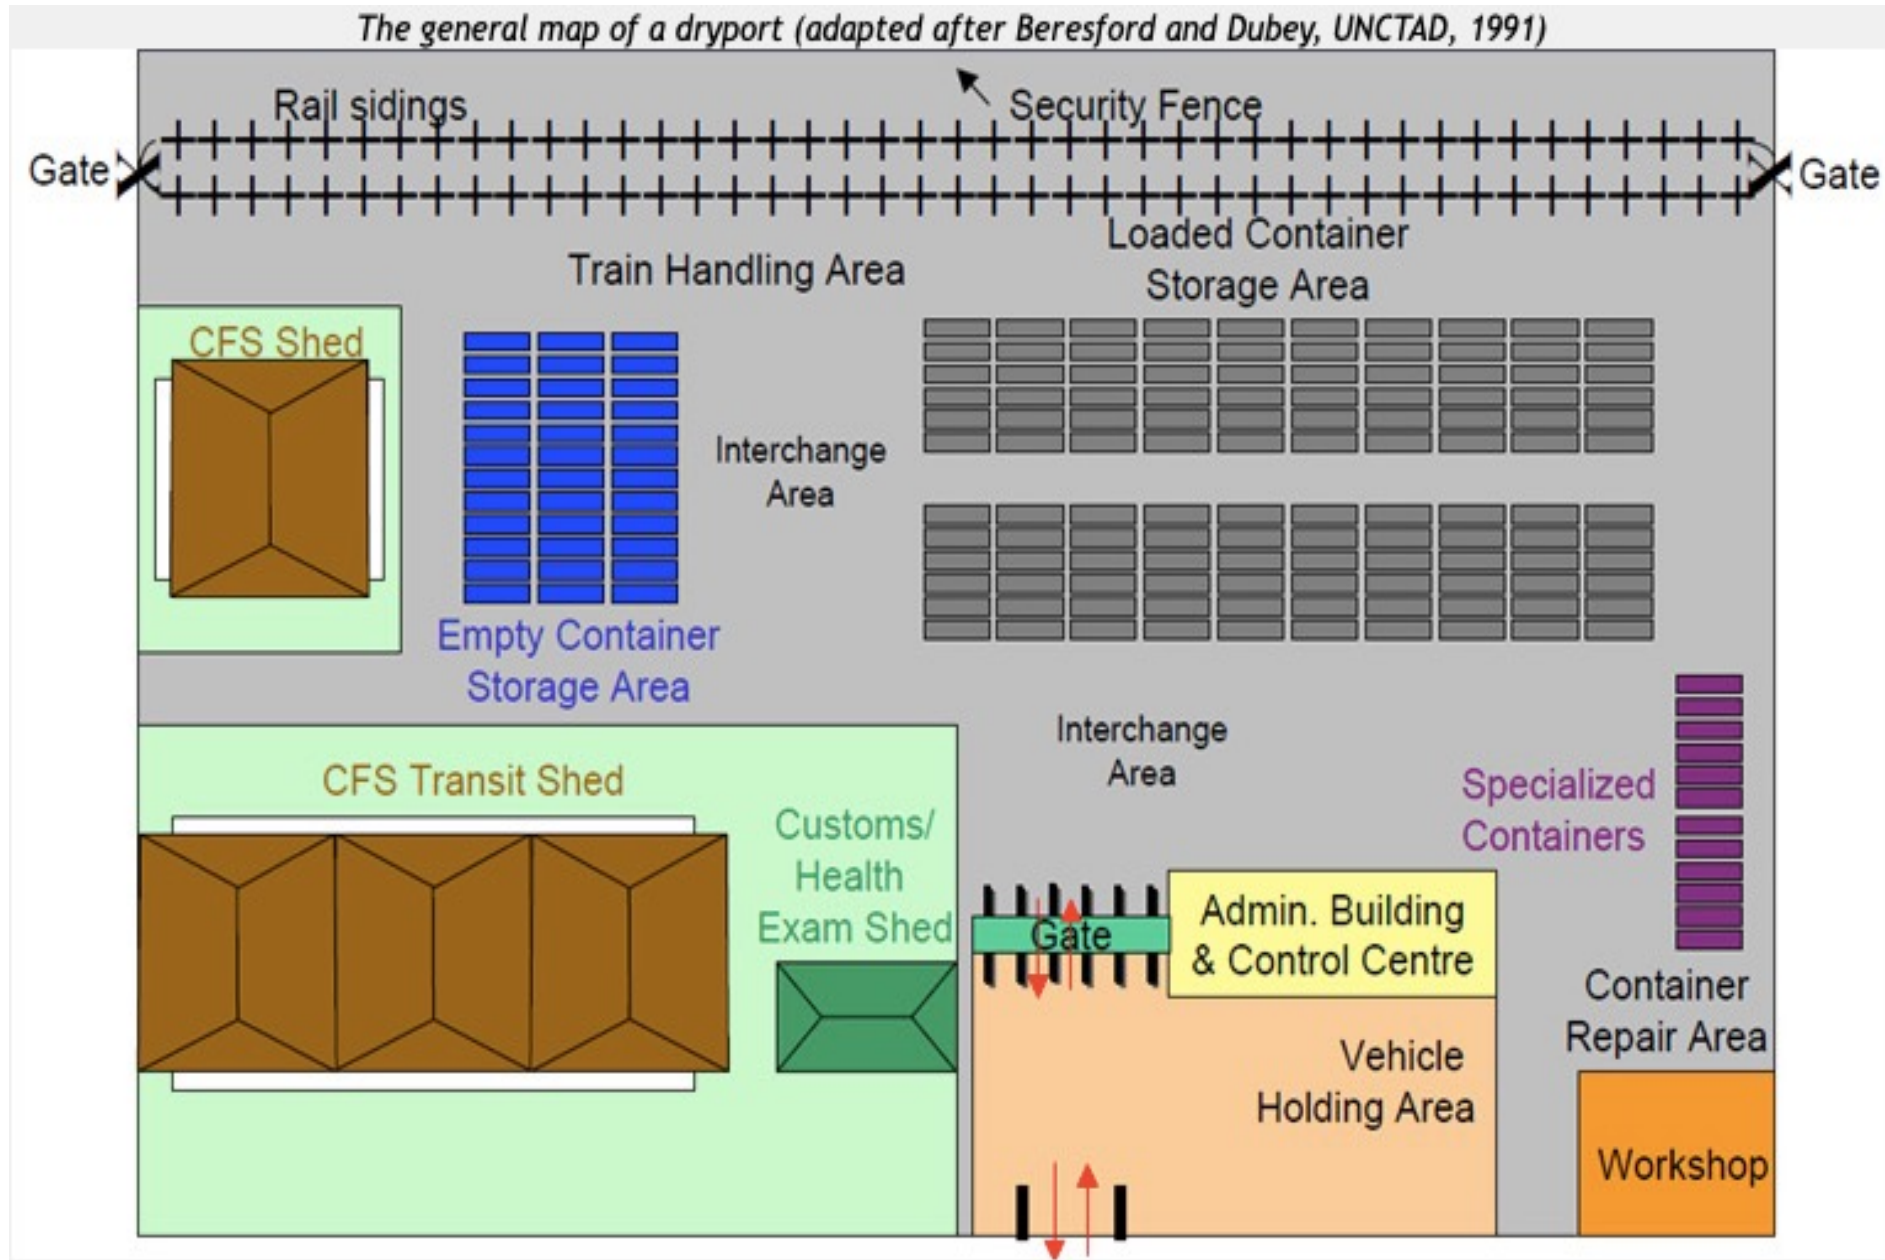 The general map of a dryport (adapted after Beresford and Dubey, UNCTAD, 1991)
Rail sidings
Security Fence
Gate
Gate
Loaded Container
Storage Area
Train Handling Area
CFS Shed
Interchange
Area
Empty Container
Storage Area
Interchange
Area
CFS Transit Shed
Specialized
Containers
Customs/
Health
Exam Shed
Gate
Admin. Building
& Control Centre
Container
Repair Area
Vehicle
Holding Area
Workshop